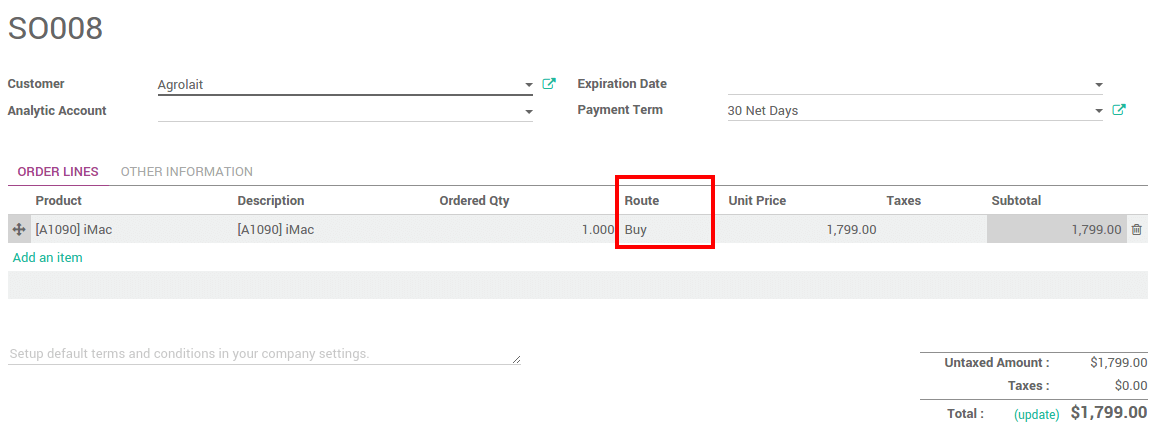 SO008
Customer Agrolait Expiration Date
Analytic Account Payment Term 30 Net Days
ORDER LINES OTHER INFORMATION
Product Description Ordered Qty Route Unit Price Taxes Subtotal
[A1090] iMac [A1090] iMac 1.000 Buy 1,799.00 1,799.00
Add an item
Setup default terms and conditions in your company settings.
Untaxed Amount : $1,799.00
Taxes : $0.00
Total : (update) $1,799.00